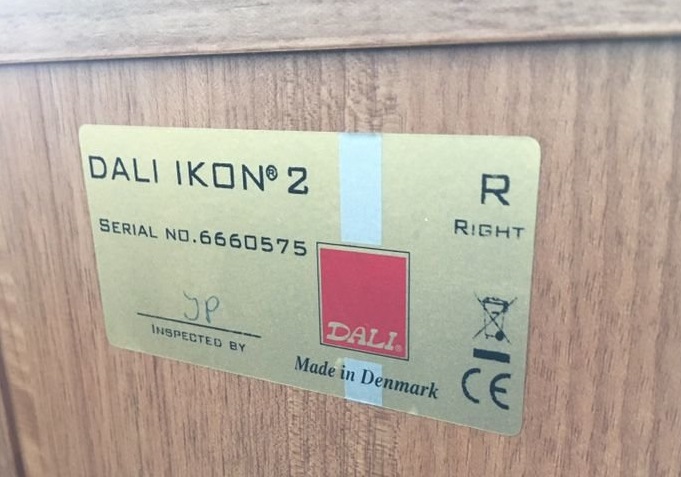 DALI IKON® 2
R
RIGHT
SERIAL NO.6660575
JP
INSPECTED BY
DALI®
Made in Denmark
CE